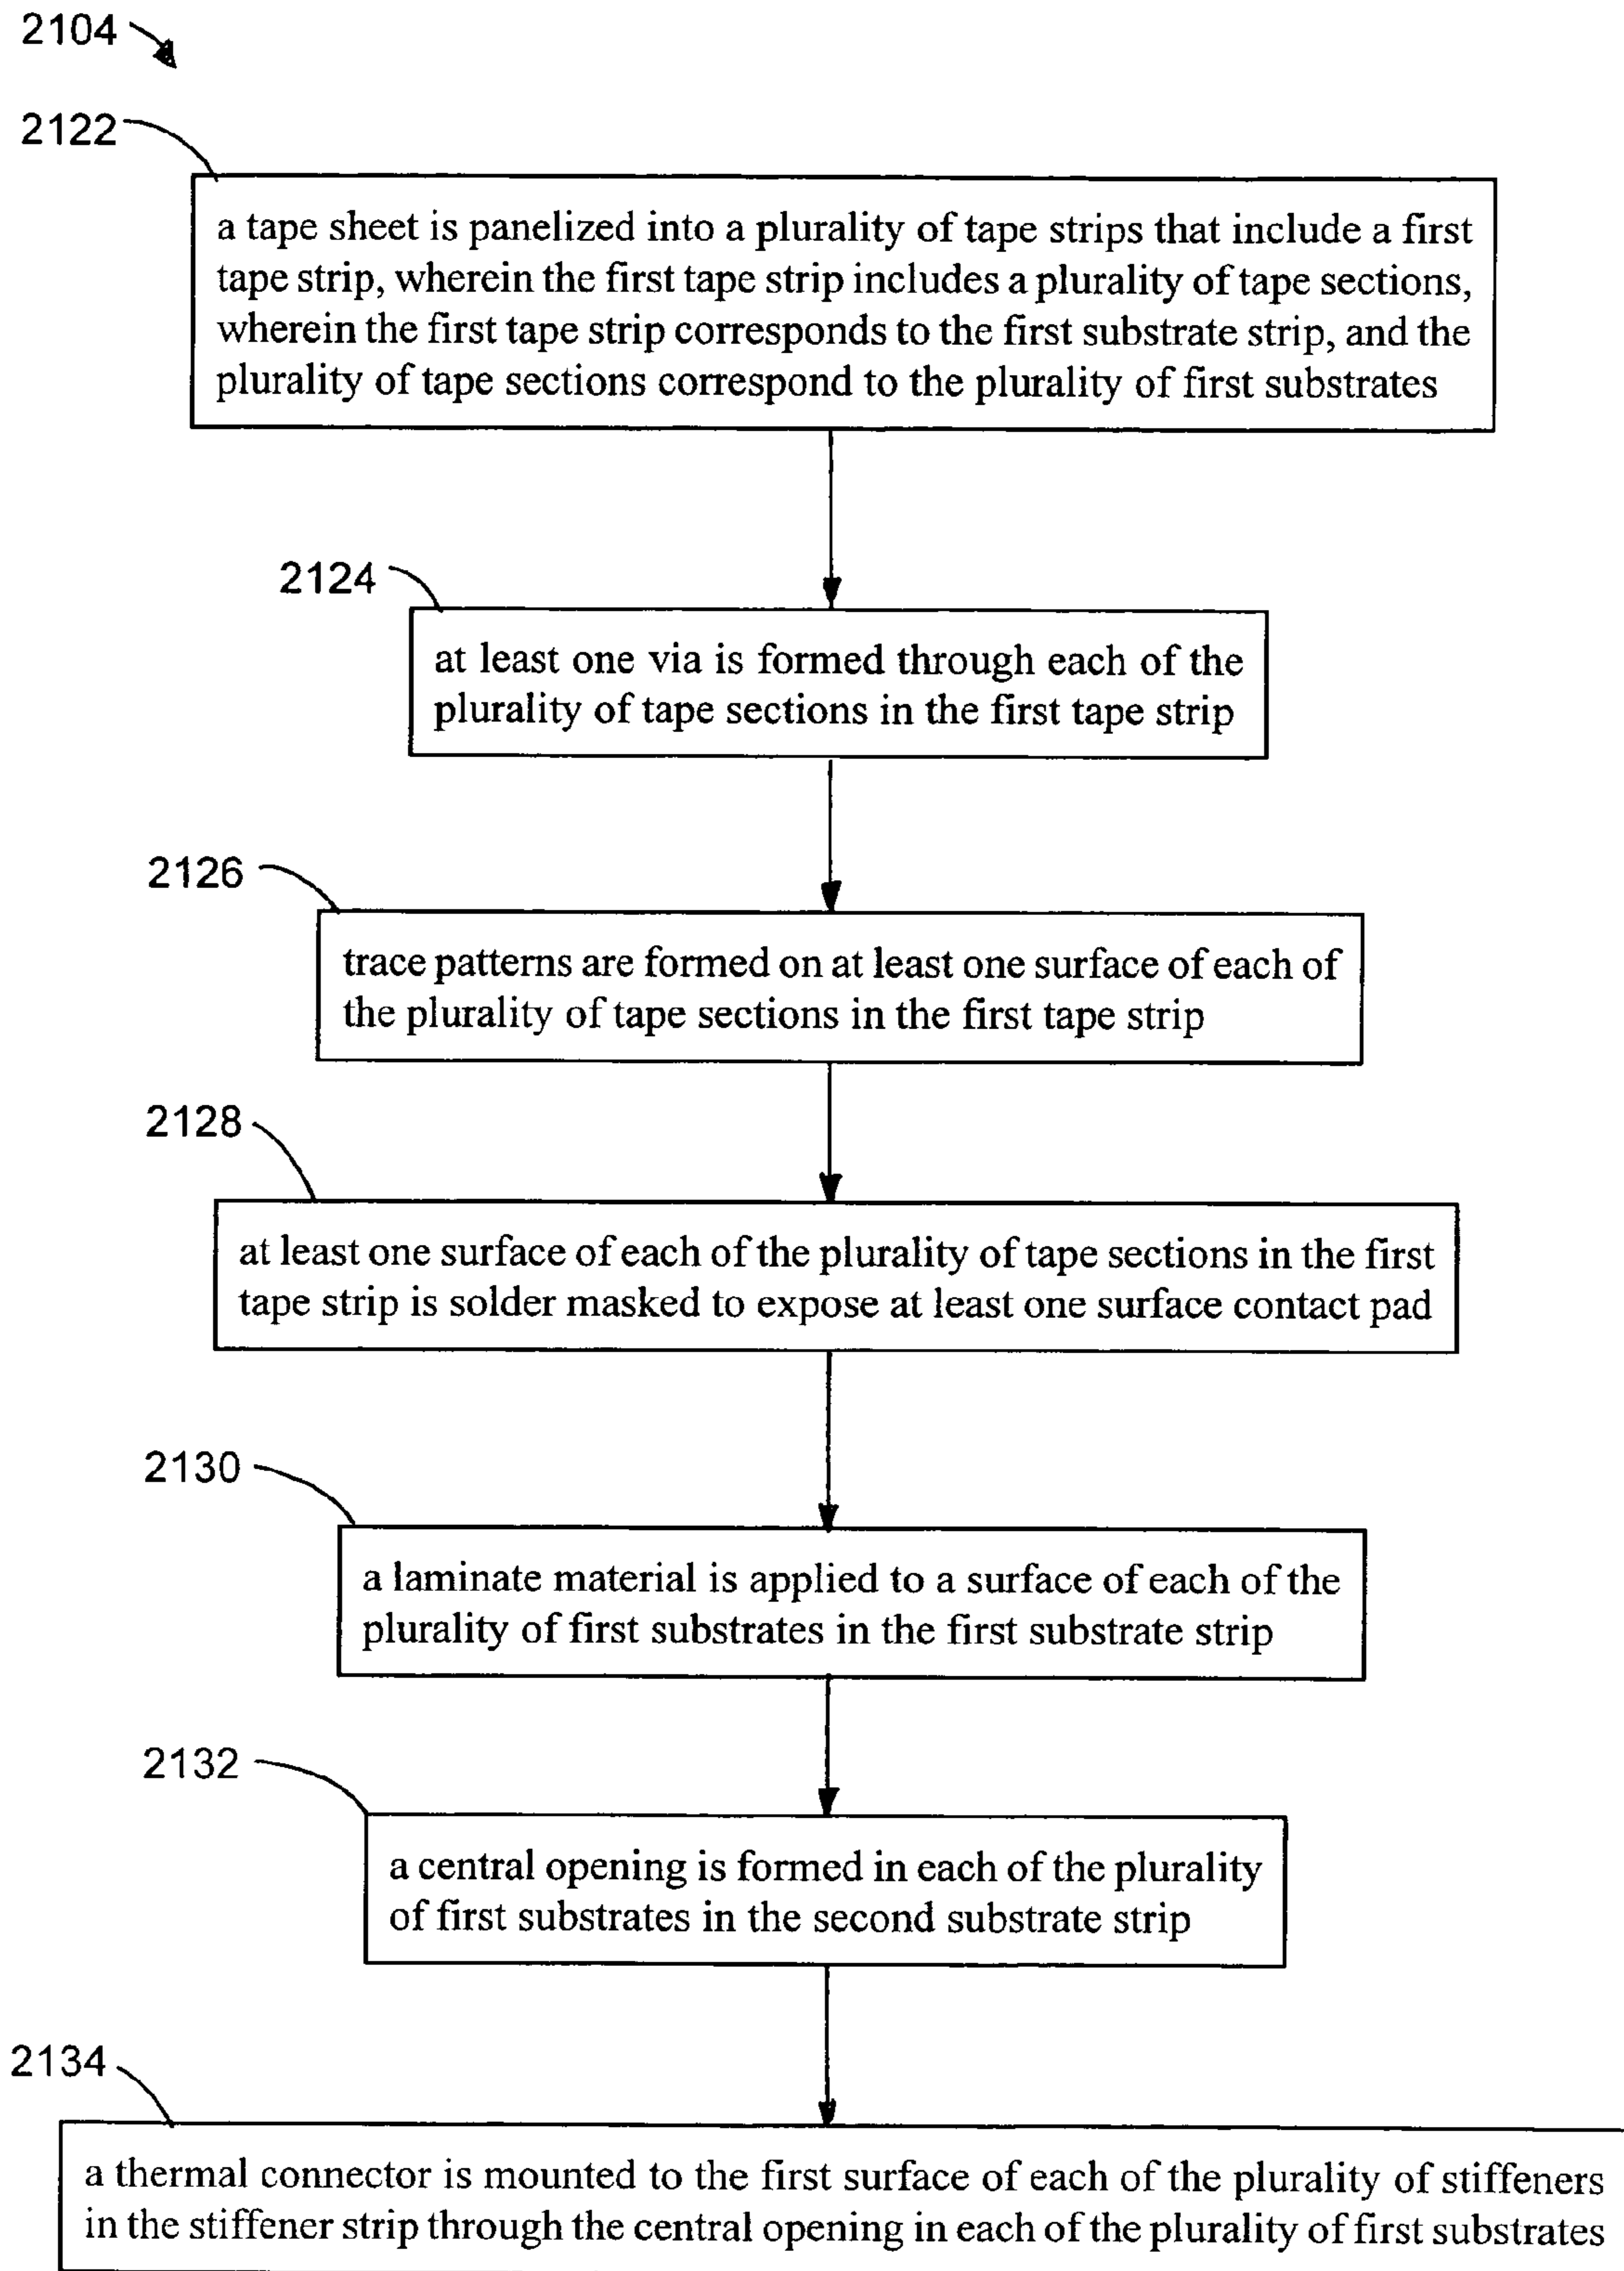 2104
2122
a tape sheet is panelized into a plurality of tape strips that include a first
tape strip, wherein the first tape strip includes a plurality of tape sections,
wherein the first tape strip corresponds to the first substrate strip, and the
plurality of tape sections correspond to the plurality of first substrates
2124
at least one via is formed through each of the
plurality of tape sections in the first tape strip
2126
trace patterns are formed on at least one surface of each of
the plurality of tape sections in the first tape strip
2128
at least one surface of each of the plurality of tape sections in the first
tape strip is solder masked to expose at least one surface contact pad
2130
a laminate material is applied to a surface of each of the
plurality of first substrates in the first substrate strip
2132
a central opening is formed in each of the plurality
of first substrates in the second substrate strip
2134
a thermal connector is mounted to the first surface of each of the plurality of stiffeners
in the stiffener strip through the central opening in each of the plurality of first substrates